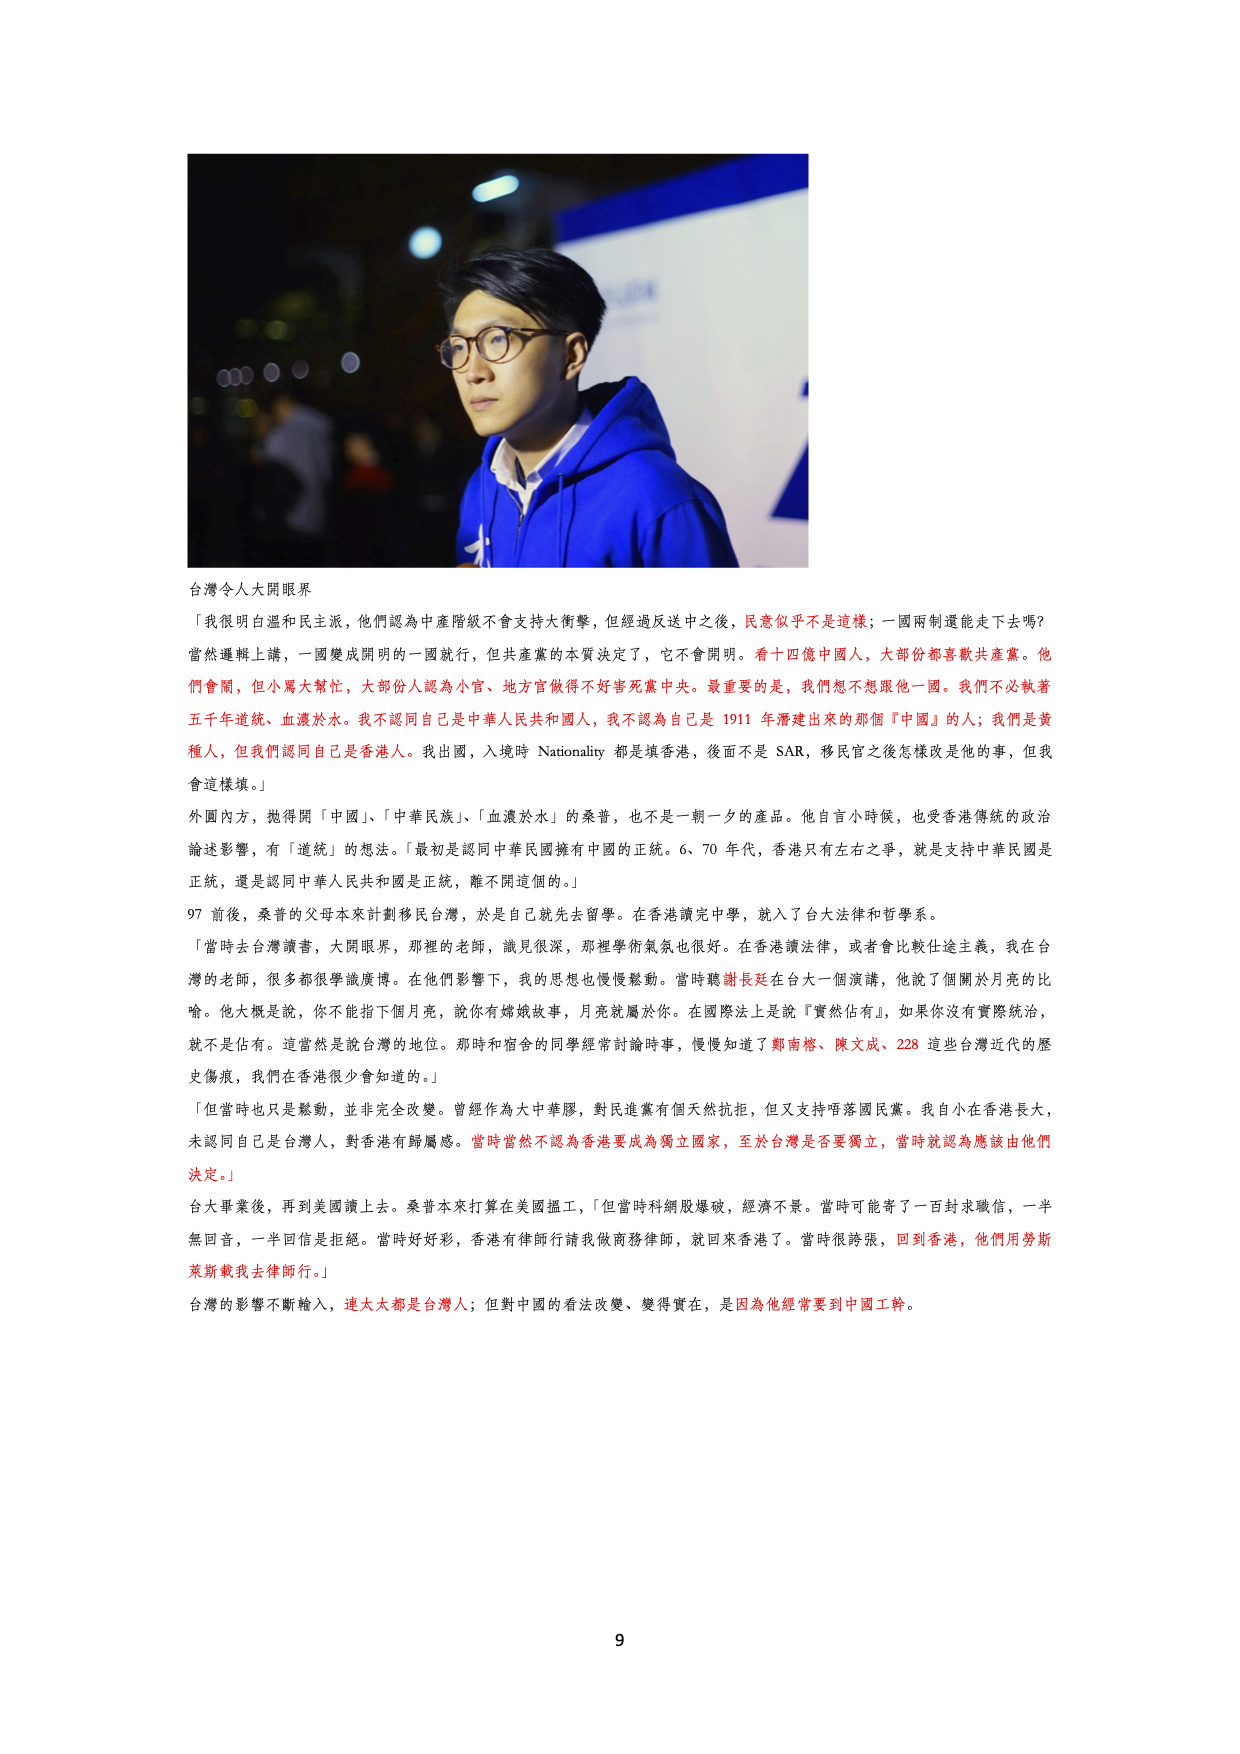 台灣令人大開眼界
「我很明白溫和民主派，他們認為中產階級不會支持大衝擊，但經過反送中之後，民意似乎不是這樣；一國兩制還能走下去嗎？
當然邏輯上講，一國變成開明的一國就行，但共產黨的本質決定了，它不會開明。看十四億中國人，大部份都喜歡共產黨。他
們會鬧，但小罵大幫忙，大部份人認為小官、地方官做得不好害死黨中央。最重要的是，我們想不想跟他一國。我們不必執著
五千年道統、血濃於水。我不認同自己是中華人民共和國人，我不認為自己是 1911 年潛建出來的那個『中國』的人；我們是黃
種人，但我們認同自己是香港人。我出國，入境時 Nationality 都是填香港，後面不是 SAR，移民官之後怎樣改是他的事，但我
會這樣填。」
外圓內方，拋得開「中國」、「中華民族」、「血濃於水」的桑普，也不是一朝一夕的產品。他自言小時候，也受香港傳統的政治
論述影響，有「道統」的想法。「最初是認同中華民國擁有中國的正統。6、70 年代，香港只有左右之爭，就是支持中華民國是
正統，還是認同中華人民共和國是正統，離不開這個的。」
97 前後，桑普的父母本來計劃移民台灣，於是自己就先去留學。在香港讀完中學，就入了台大法律和哲學系。
「當時去台灣讀書，大開眼界，那裡的老師，識見很深，那裡學術氣氛也很好。在香港讀法律，或者會比較仕途主義，我在台
灣的老師，很多都很學識廣博。在他們影響下，我的思想也慢慢鬆動。當時聽謝長廷在台大一個演講，他說了個關於月亮的比
喻。他大概是說，你不能指下個月亮，說你有嫦娥故事，月亮就屬於你。在國際法上是說『實然佔有』，如果你沒有實際統治，
就不是佔有。這當然是說台灣的地位。那時和宿舍的同學經常討論時事，慢慢知道了鄭南榕、陳文成、228 這些台灣近代的歷
史傷痕，我們在香港很少會知道的。」
「但當時也只是鬆動，並非完全改變。曾經作為大中華膠，對民進黨有個天然抗拒，但又支持唔落國民黨。我自小在香港長大，
未認同自己是台灣人，對香港有歸屬感。當時當然不認為香港要成為獨立國家，至於台灣是否要獨立，當時就認為應該由他們
決定。」
台大畢業後，再到美國讀上去。桑普本來打算在美國搵工，「但當時科網股爆破，經濟不景。當時可能寄了一百封求職信，一半
無回音，一半回信是拒絕。當時好好彩，香港有律師行請我做商務律師，就回來香港了。當時很誇張，回到香港，他們用勞斯
萊斯載我去律師行。」
台灣的影響不斷輸入，連太太都是台灣人；但對中國的看法改變、變得實在，是因為他經常要到中國工幹。
9